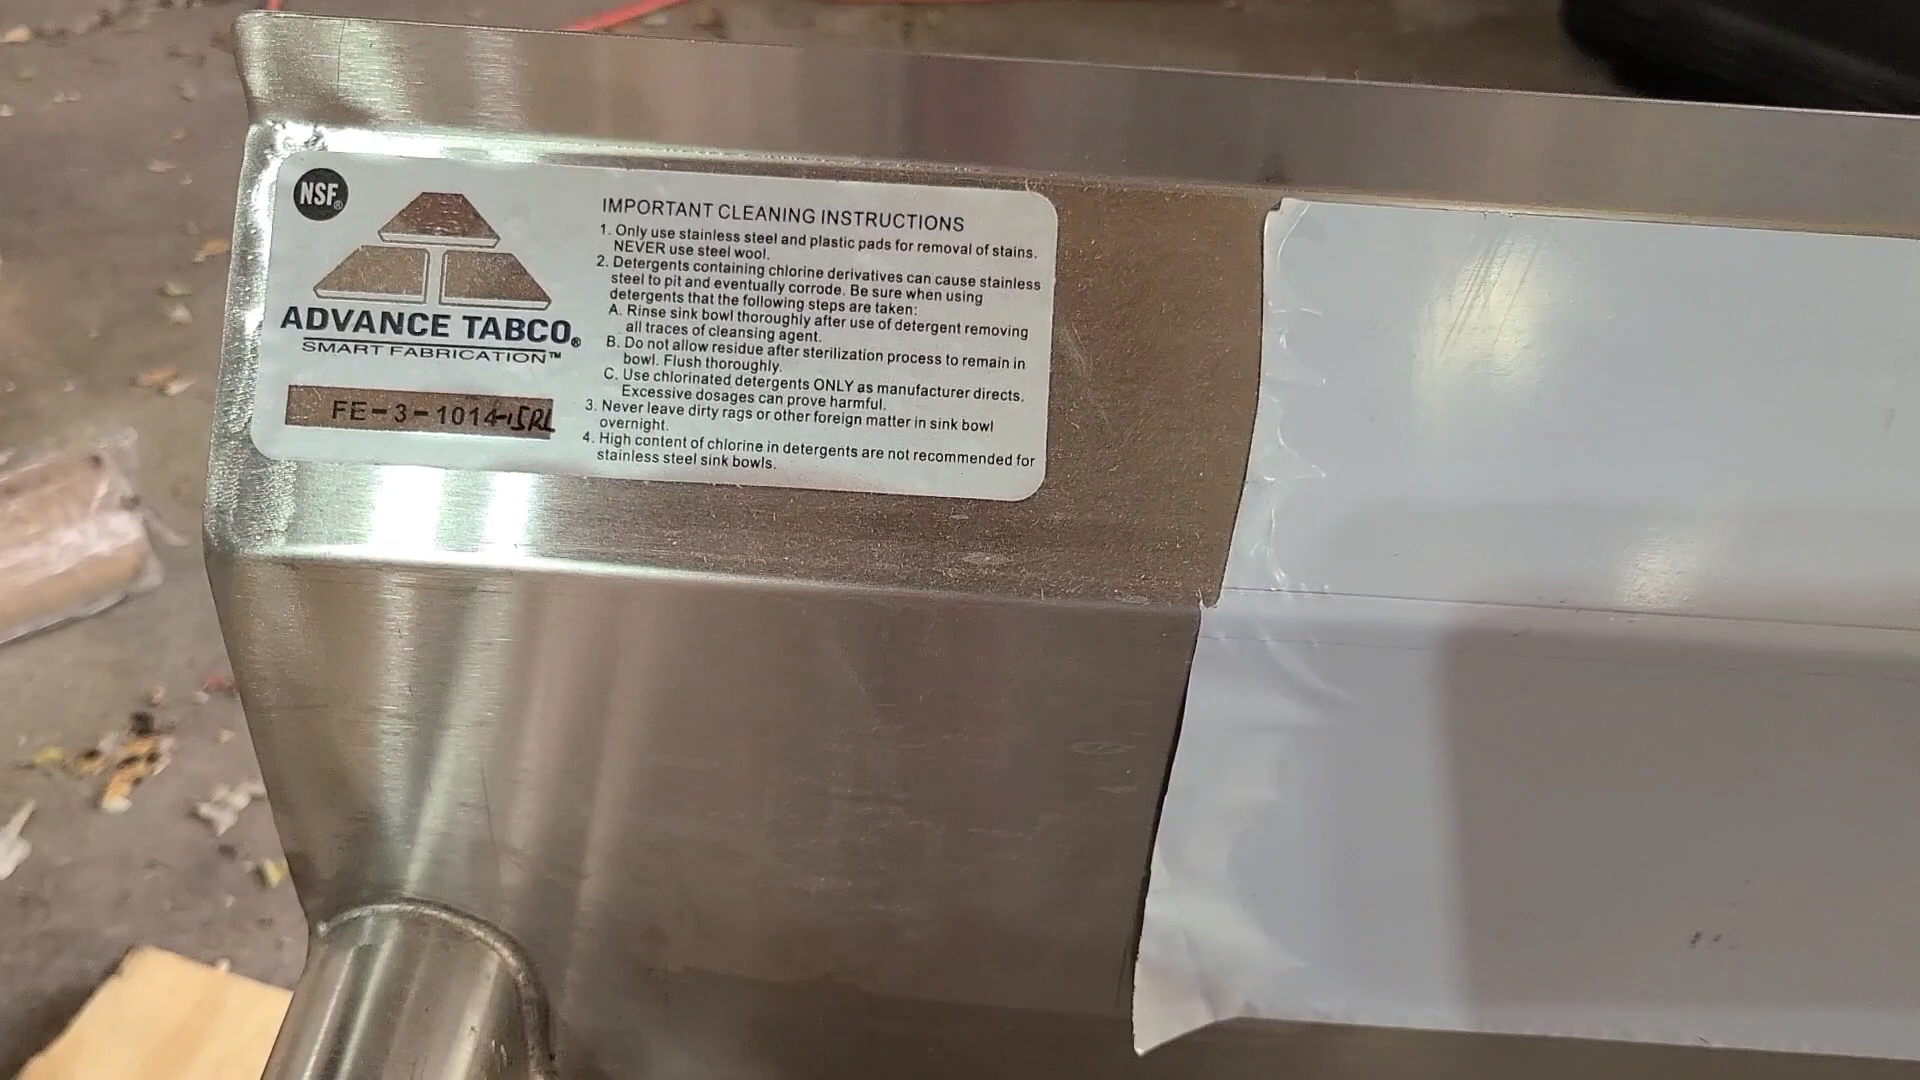 NSF®
ADVANCE TABCO®
SMART FABRICATION™
FE-3-1014-15RL
IMPORTANT CLEANING INSTRUCTIONS
1. Only use stainless steel and plastic pads for removal of stains.
NEVER use steel wool.
2. Detergents containing chlorine derivatives can cause stainless
steel to pit and eventually corrode. Be sure when using
detergents that the following steps are taken:
A. Rinse sink bowl thoroughly after use of detergent removing
all traces of cleansing agent.
B. Do not allow residue after sterilization process to remain in
bowl. Flush thoroughly.
C. Use chlorinated detergents ONLY as manufacturer directs.
Excessive dosages can prove harmful.
3. Never leave dirty rags or other foreign matter in sink bowl
overnight.
4. High content of chlorine in detergents are not recommended for
stainless steel sink bowls.